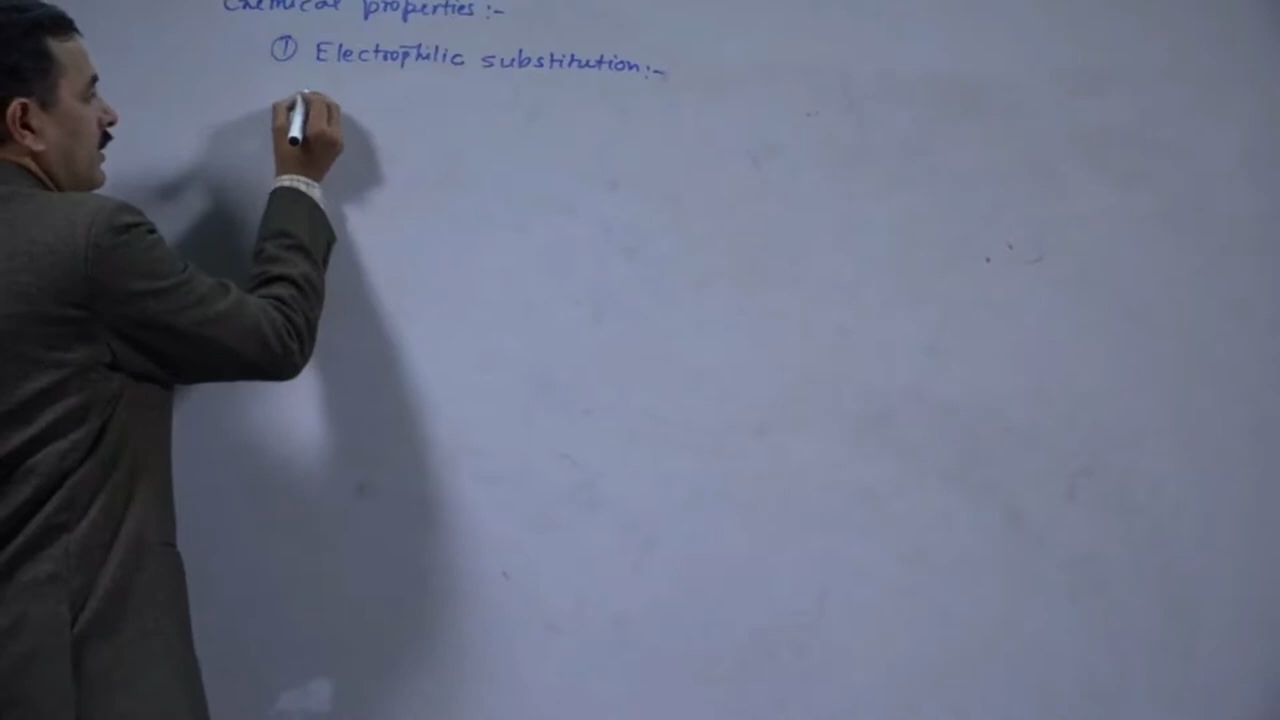 Chemical properties :-
① Electrophilic substitution :-